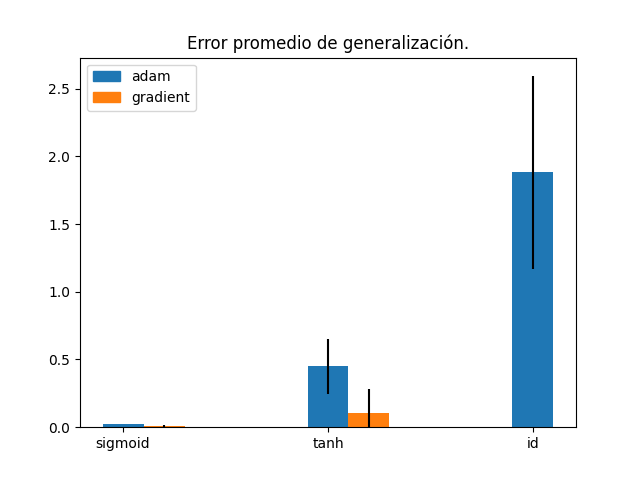 Error promedio de generalización.
adam
gradient
2.5
2.0
1.5
1.0
0.5
0.0
sigmoid tanh id